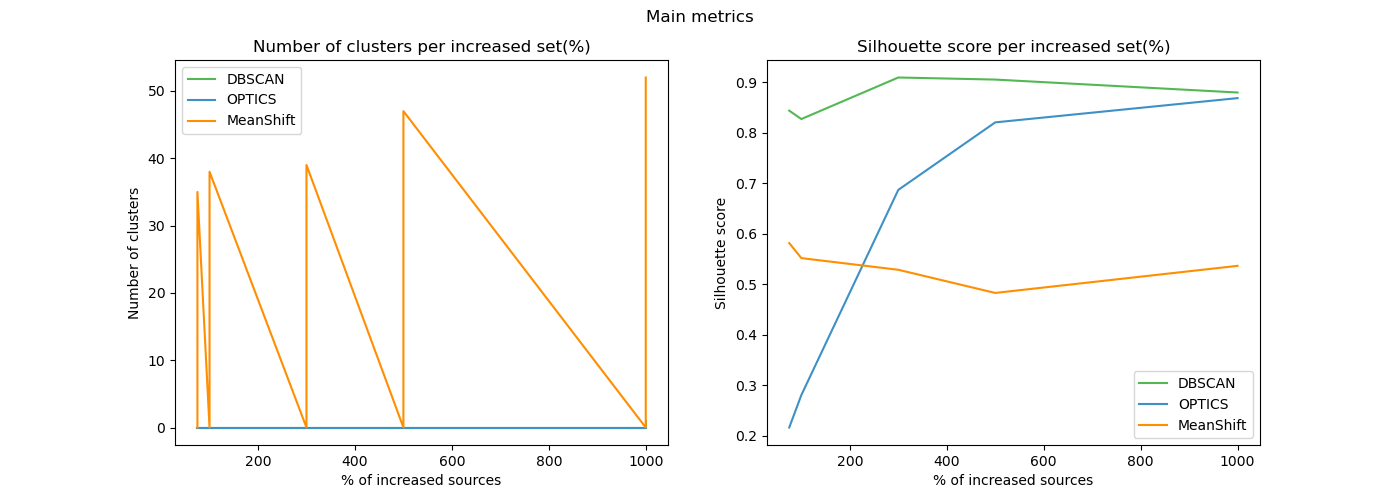 Main metrics
Number of clusters per increased set(%)
DBSCAN
OPTICS
MeanShift
50
40
30
20
10
0
Number of clusters
200
400
600
800
1000
% of increased sources
Silhouette score per increased set(%)
0.9
0.8
0.7
0.6
0.5
0.4
0.3
0.2
Silhouette score
DBSCAN
OPTICS
MeanShift
200
400
600
800
1000
% of increased sources